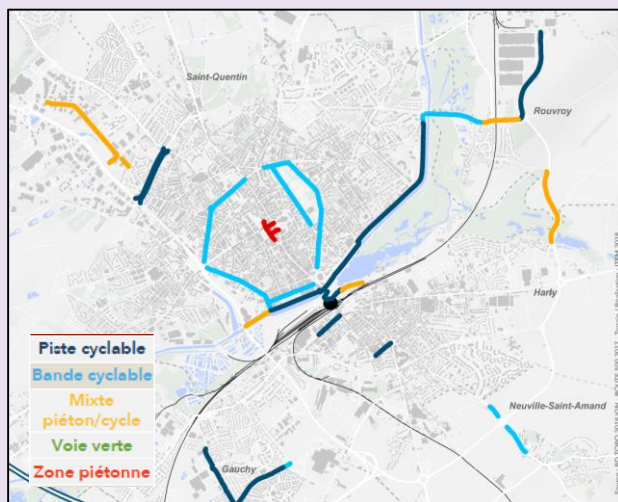 Saint-Quentin
Rouvroy
Harly
Neuville-Saint-Amand
Gauchy
Piste cyclable
Bande cyclable
Mixte
piéton/cycle
Voie verte
Zone piétonne